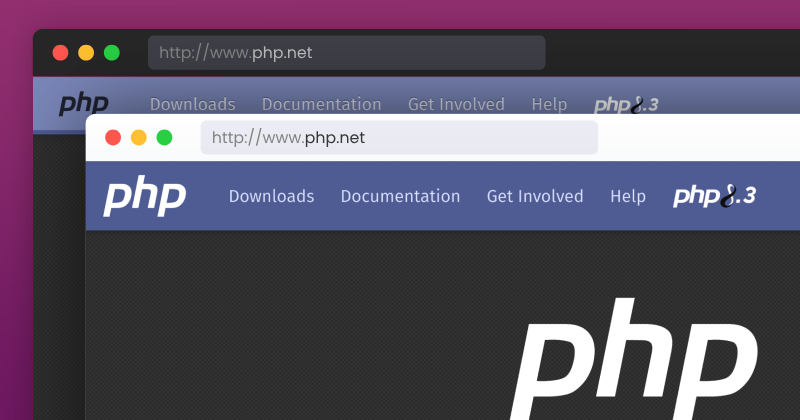 http://www.php.net
php Downloads Documentation Get Involved Help php8.3
http://www.php.net
php Downloads Documentation Get Involved Help php8.3
php